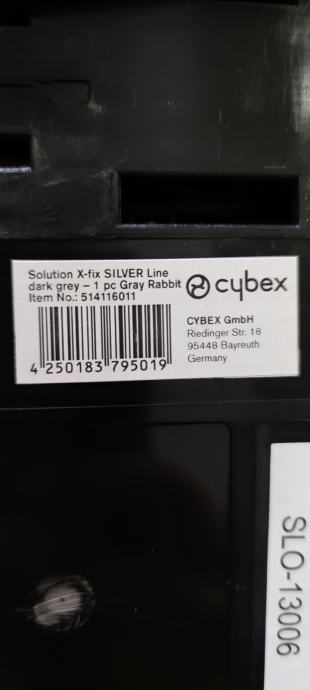 Solution X-fix SILVER Line
dark grey – 1 pc Gray Rabbit
Item No.: 514116011
cybex
4 250183 795019
CYBEX GmbH
Riedinger Str. 18
95448 Bayreuth
Germany
SLO-13006